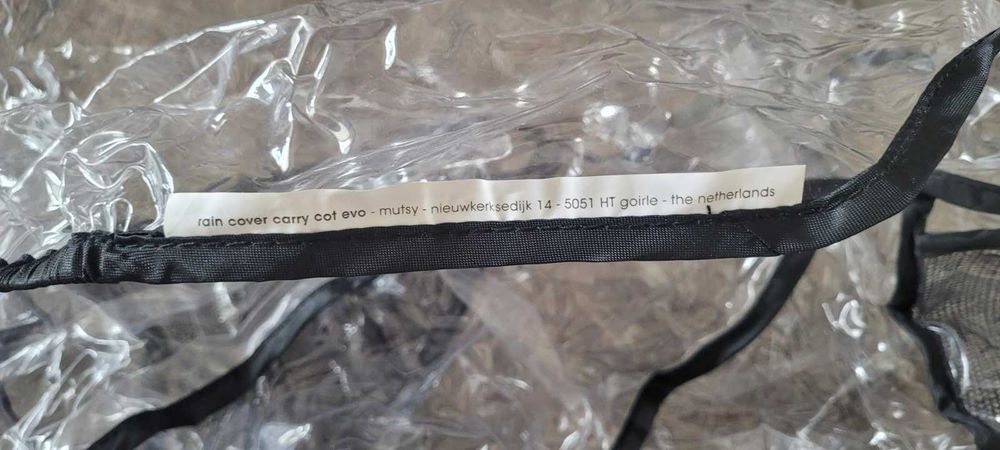 rain cover carry cot evo - mutsy - nieuwkerksedijk 14 - 5051 HT goirle - the netherlands